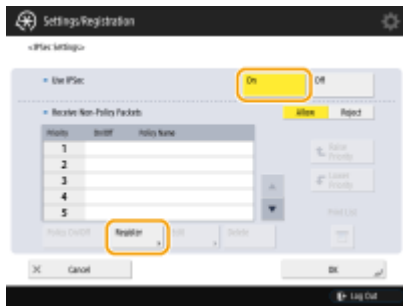 Settings/Registration
<IPSec Settings>
Use IPSec
On
Off
Receive Non-Policy Packets
Allow
Reject
Priority
On/Off
Policy Name
1
2
3
4
5
Raise Priority
Lower Priority
Print List
Policy On/Off
Register
Edit
Delete
Cancel
OK
Log Out